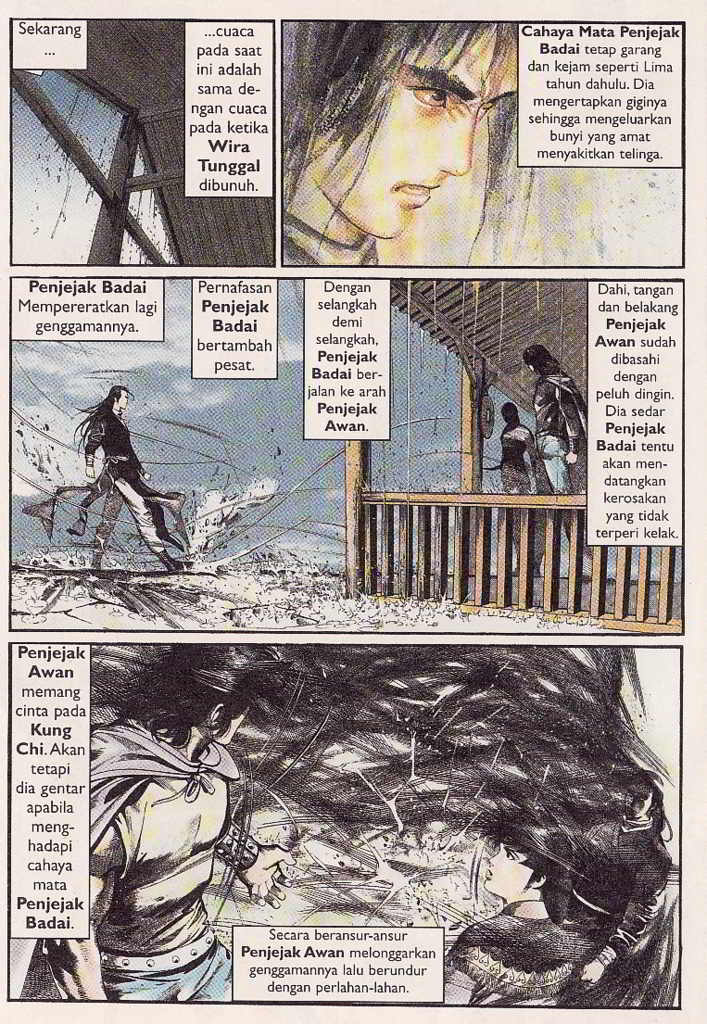 Sekarang
...
...cuaca
pada saat
ini adalah
sama de-
ngan cuaca
pada ketika
Wira
Tunggal
dibunuh.
Cahaya Mata Penjejak
Badai tetap garang
dan kejam seperti Lima
tahun dahulu. Dia
mengertapkan giginya
sehingga mengeluarkan
bunyi yang amat
menyakitkan telinga.
Penjejak Badai
Mempereratkan lagi
genggamannya.
Pernafasan
Penjejak
Badai
bertambah
pesat.
Dengan
selangkah
demi
selangkah,
Penjejak
Badai ber-
jalan ke arah
Penjejak
Awan.
Dahi, tangan
dan belakang
Penjejak
Awan sudah
dibasahi
dengan
peluh dingin.
Dia sedar
Penjejak
Badai tentu
akan men-
datangkan
kerosakan
yang tidak
terperi kelak.
Penjejak
Awan
memang
cinta pada
Kung
Chi. Akan
tetapi
dia gentar
apabila
meng-
hadapi
cahaya
mata
Penjejak
Badai.
Secara beransur-ansur
Penjejak Awan melonggarkan
genggamannya lalu berundur
dengan perlahan-lahan.